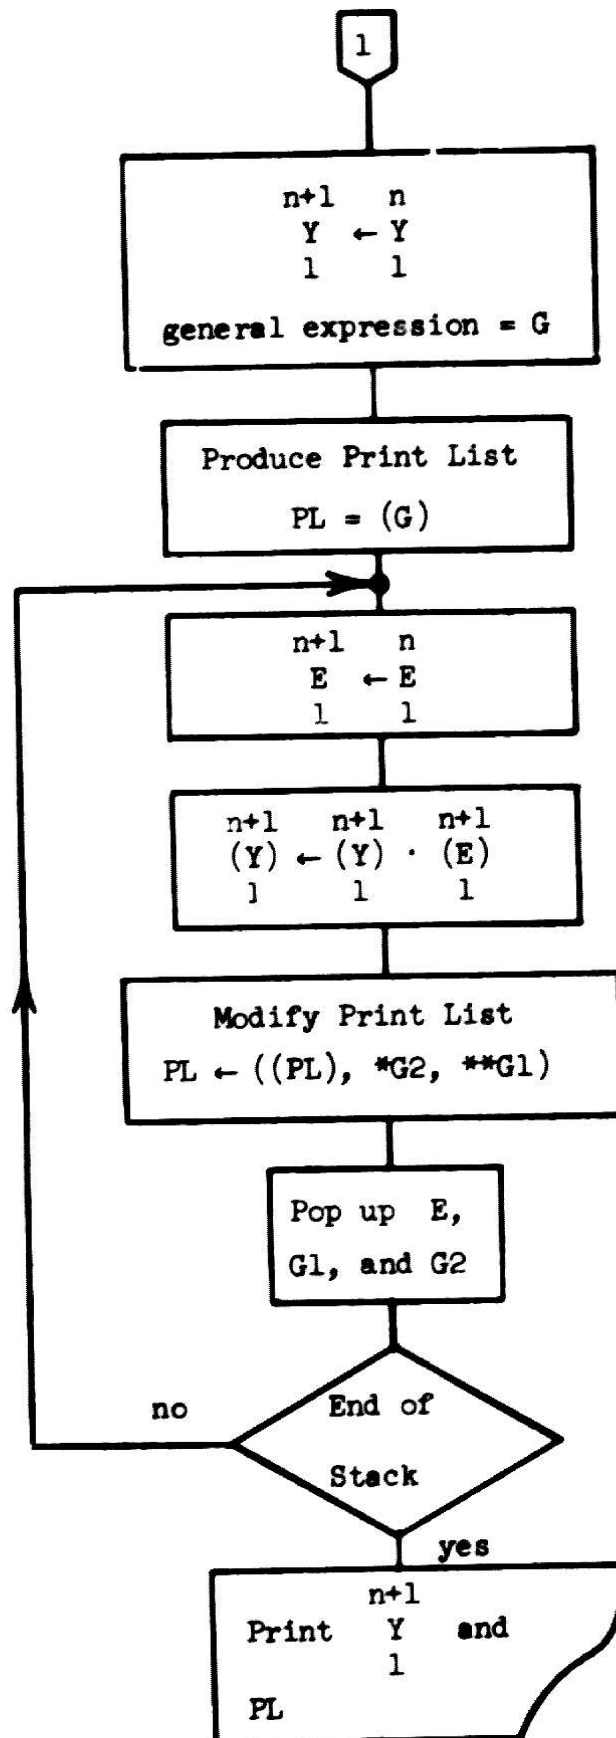 1
n+1 n
Y ← Y
1 1
general expression = G
Produce Print List
PL = (G)
n+1 n
E ← E
1 1
n+1 n+1 n+1
(Y) ← (Y) · (E)
1 1 1
Modify Print List
PL ← ((PL), *G2, **G1)
Pop up E,
G1, and G2
no
End of
Stack
yes
n+1
Print Y and
1
PL